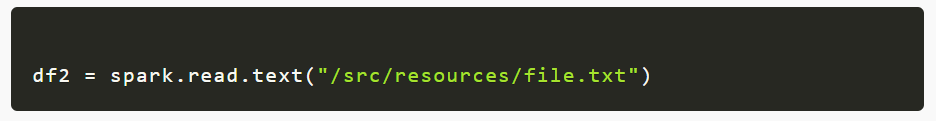 df2 = spark.read.text("/src/resources/file.txt")